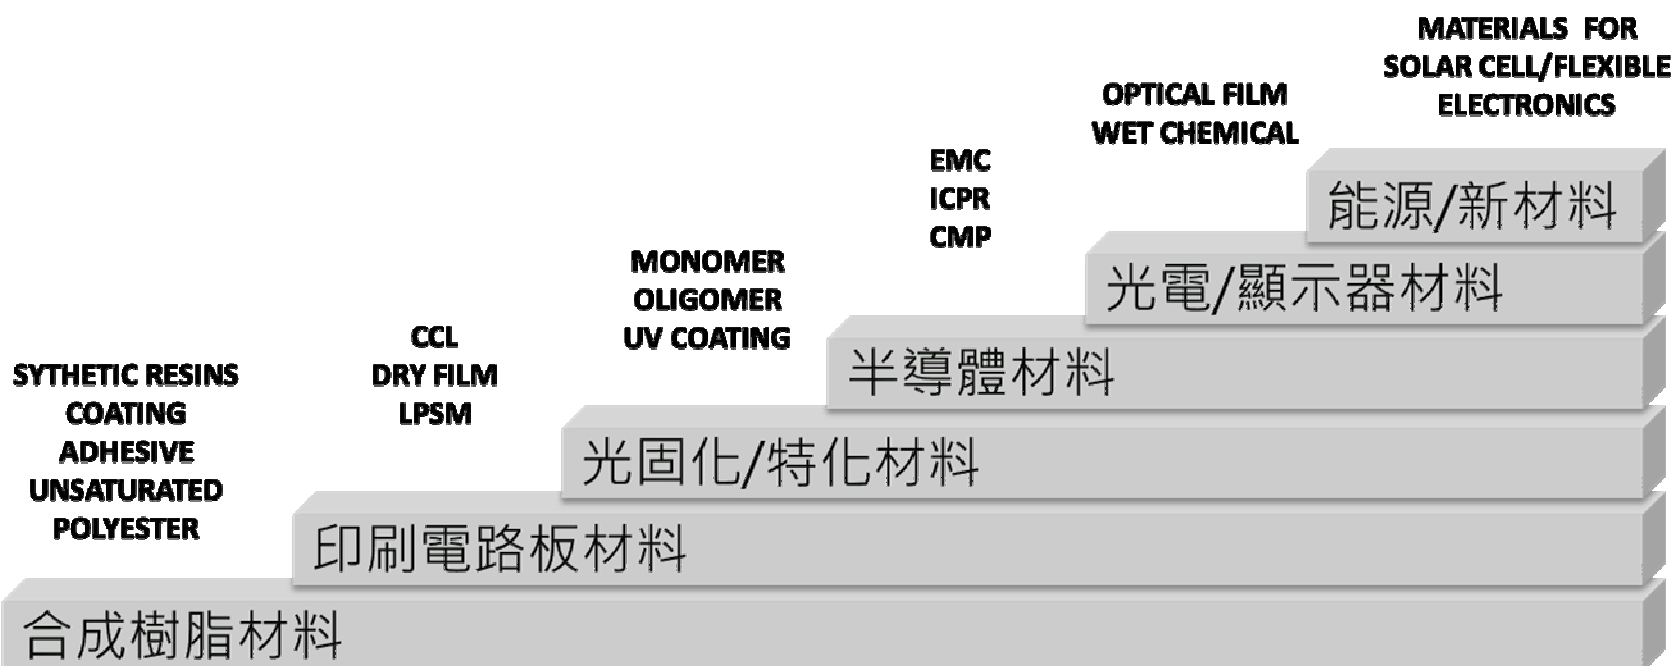 MATERIALS FOR
SOLAR CELL/FLEXIBLE
ELECTRONICS
OPTICAL FILM
WET CHEMICAL
EMC
ICPR
CMP
MONOMER
OLIGOMER
UV COATING
CCL
DRY FILM
LPSM
SYTHETIC RESINS
COATING
ADHESIVE
UNSATURATED
POLYESTER
能源/新材料
光電/顯示器材料
半導體材料
光固化/特化材料
印刷電路板材料
合成樹脂材料